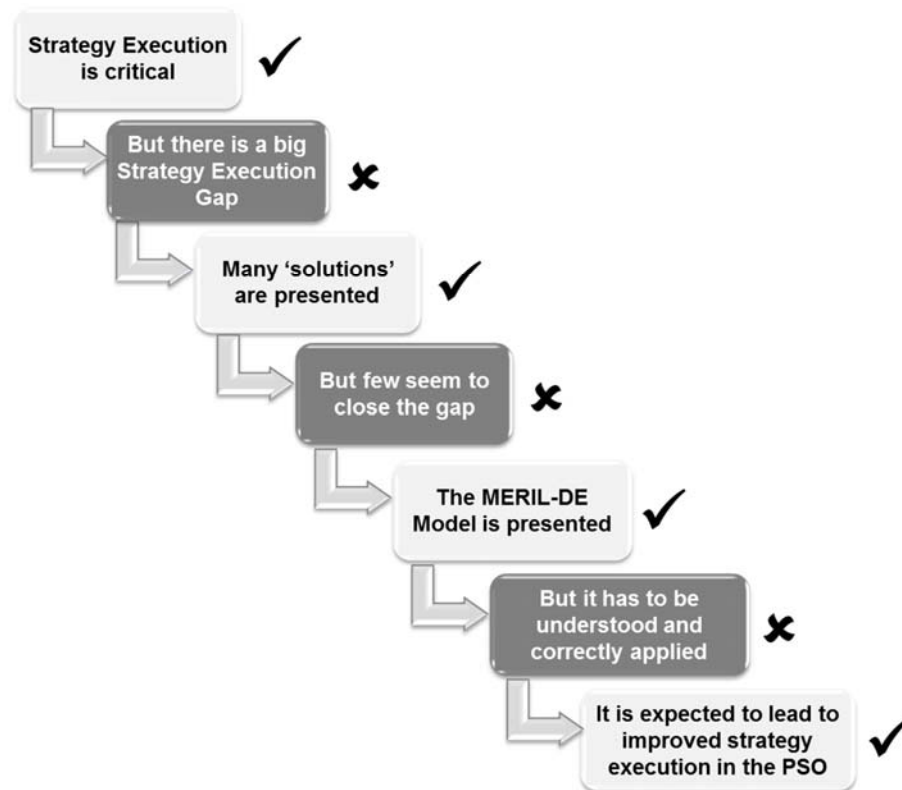 Strategy Execution
is critical
But there is a big
Strategy Execution
Gap
Many ‘solutions’
are presented
But few seem to
close the gap
The MERIL-DE
Model is presented
But it has to be
understood and
correctly applied
It is expected to lead to
improved strategy
execution in the PSO